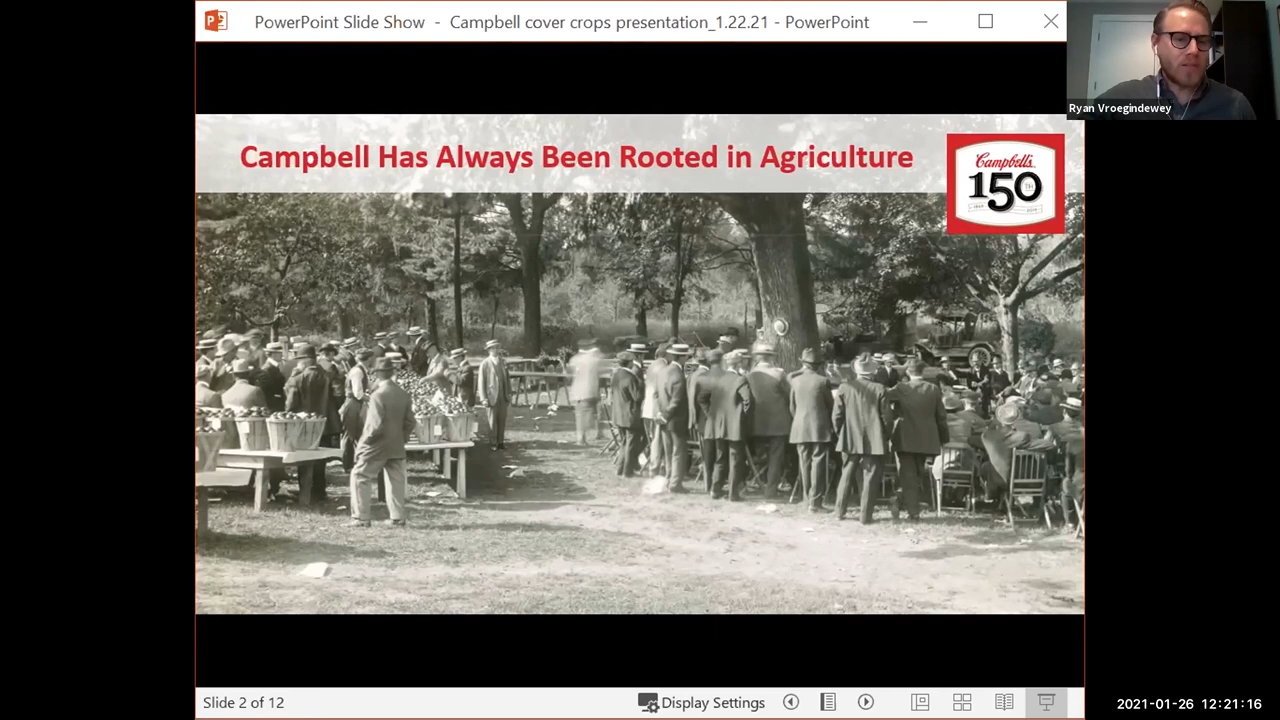 PowerPoint Slide Show - Campbell cover crops presentation_1.22.21 - PowerPoint
Ryan Vroegindewey
Campbell Has Always Been Rooted in Agriculture
Campbell's
150
TH
Slide 2 of 12
Display Settings
2021-01-26 12:21:16